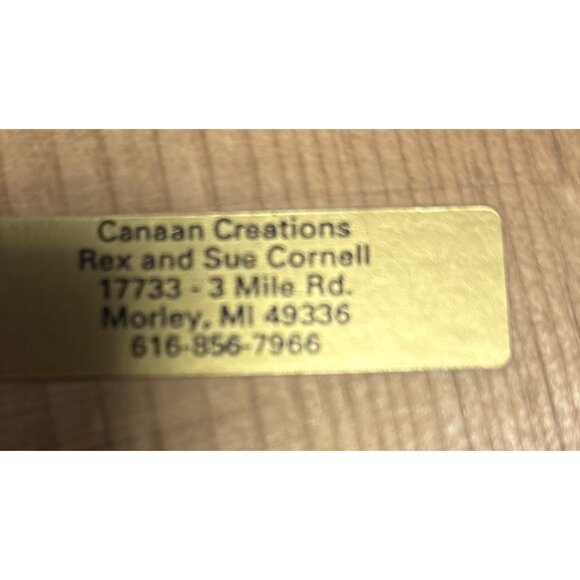 Canaan Creations
Rex and Sue Cornell
17733 - 3 Mile Rd.
Morley, MI 49336
616-856-7966